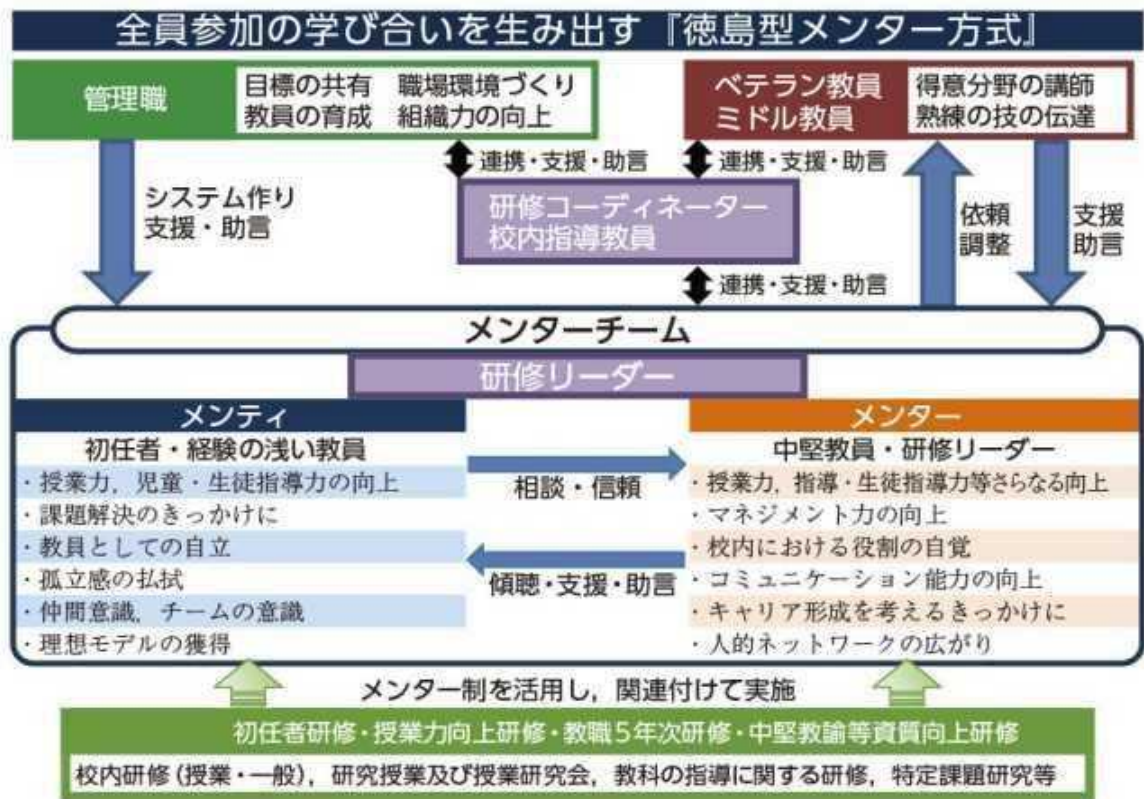 全員参加の学び合いを生み出す『徳島型メンター方式』
管理職
目標の共有 職場環境づくり
教員の育成 組織力の向上
ベテラン教員
ミドル教員
得意分野の講師
熟練の技の伝達
連携・支援・助言
連携・支援・助言
システム作り
支援・助言
研修コーディネーター
校内指導教員
依頼
調整
支援
助言
連携・支援・助言
メンターチーム
研修リーダー
メンティ
初任者・経験の浅い教員
・授業力，児童・生徒指導力の向上
・課題解決のきっかけに
・教員としての自立
・孤立感の払拭
・仲間意識，チームの意識
・理想モデルの獲得
相談・信頼
傾聴・支援・助言
メンター
中堅教員・研修リーダー
・授業力，指導・生徒指導力等さらなる向上
・マネジメント力の向上
・校内における役割の自覚
・コミュニケーション能力の向上
・キャリア形成を考えるきっかけに
・人的ネットワークの広がり
メンター制を活用し，関連付けて実施
初任者研修・授業力向上研修・教職５年次研修・中堅教諭等資質向上研修
校内研修（授業・一般），研究授業及び授業研究会，教科の指導に関する研修，特定課題研究等